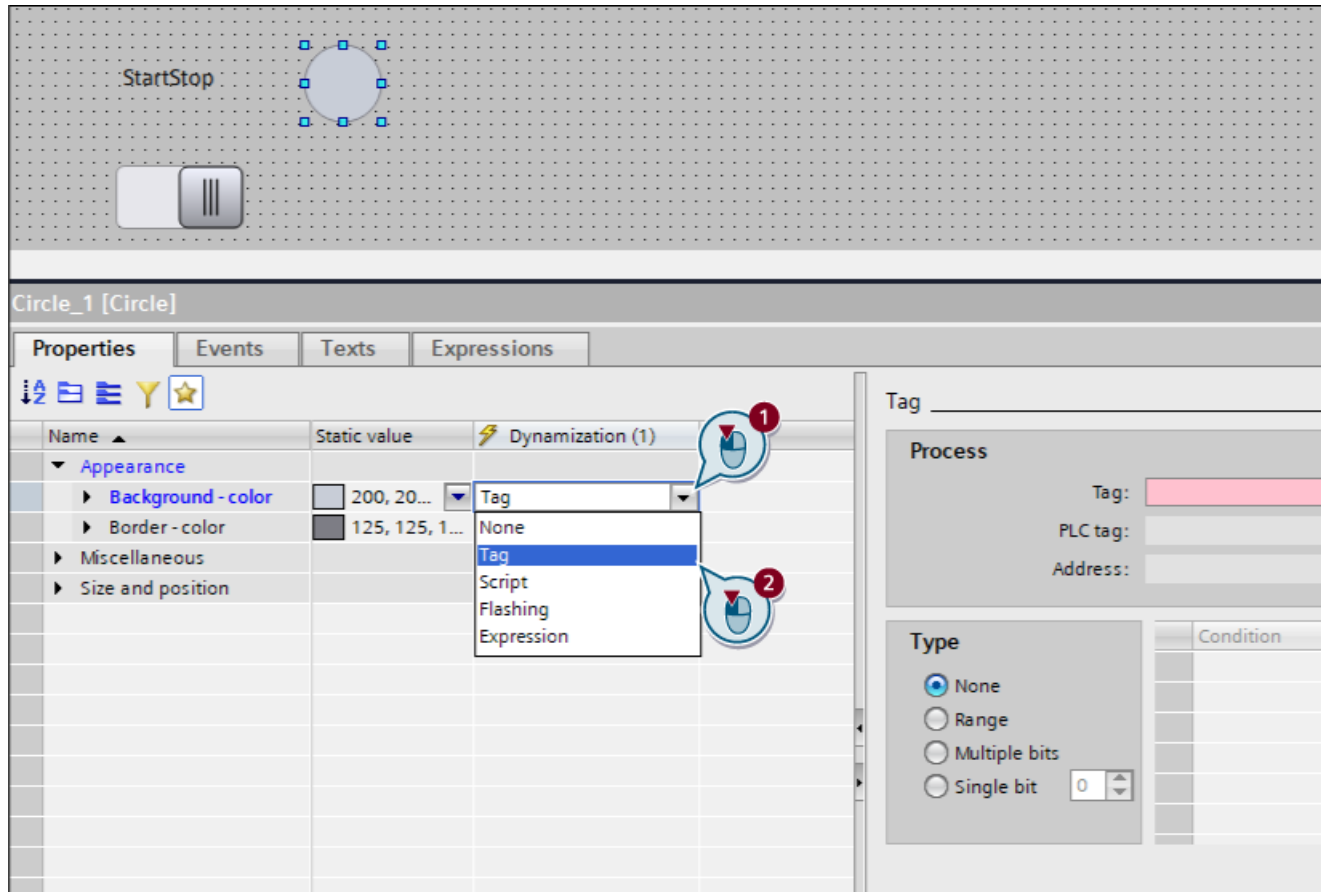 StartStop
Circle_1 [Circle]
Properties Events Texts Expressions
Name Static value Dynamization (1)
1
Appearance
Background - color 200, 20... Tag
Border - color 125, 125, 1... None
Miscellaneous Tag
2
Size and position Script
Flashing
Expression
Tag
Process
Tag:
PLC tag:
Address:
Type Condition
None
Range
Multiple bits
Single bit 0